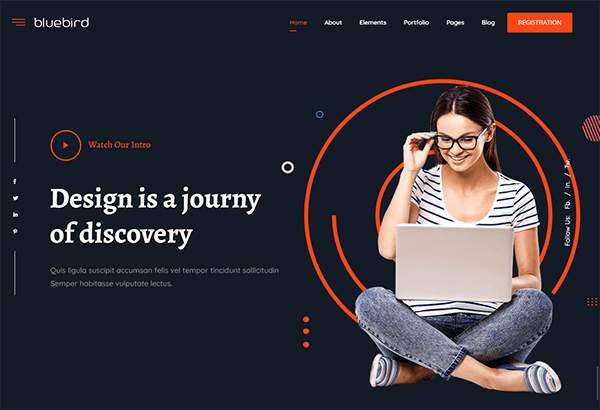 bluebird
Home About Elements Portfolio Pages Blog REGISTRATION
Watch Our Intro
Design is a journy
of discovery
Quis ligula suscipit accumsan felis vel tempor tincidunt sollicitudin
Semper habitasse vulputate lectus.
Follow Us: Fb. / In. / Tw.